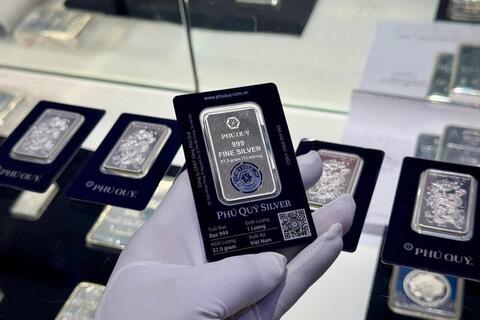 www.phuquy.com.vn
PHÚ QUÝ
999
FINE SILVER
37.5 gram (1 Lượng)
PHÚ QUÝ SILVER
Tuổi Bạc
Bạc 999
Định Lượng
1 Lượng
Khối Lượng
37,5 gram
Xuất Xứ
Việt Nam
PHÚ QUÝ
PHÚ QUÝ
PHÚ QUÝ